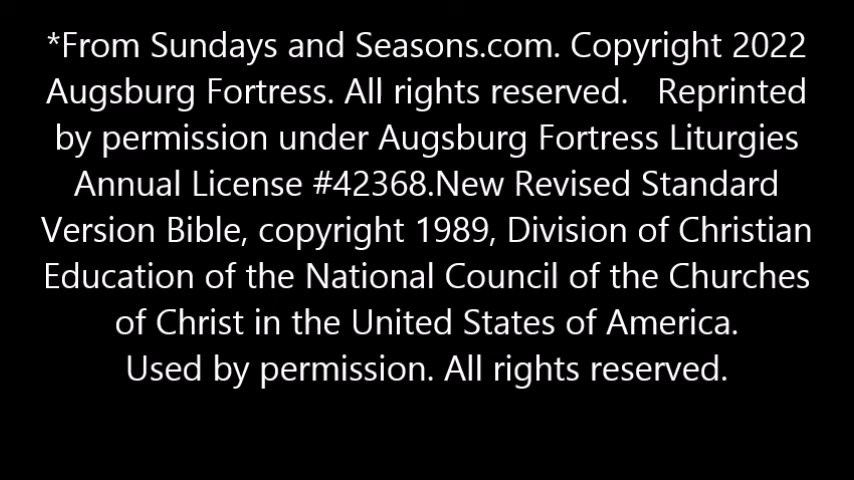 *From Sundays and Seasons.com. Copyright 2022
Augsburg Fortress. All rights reserved.   Reprinted
by permission under Augsburg Fortress Liturgies
Annual License #42368.New Revised Standard
Version Bible, copyright 1989, Division of Christian
Education of the National Council of the Churches
of Christ in the United States of America.
Used by permission. All rights reserved.